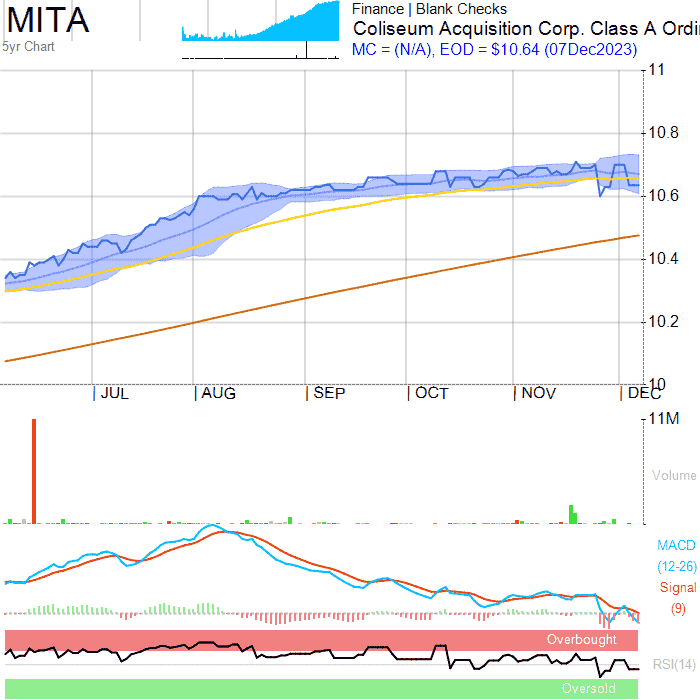 MITA
5yr Chart
Finance | Blank Checks
Coliseum Acquisition Corp. Class A Ordi
MC = (N/A), EOD = $10.64 (07Dec2023)
11
10.8
10.6
10.4
10.2
10
JUL
AUG
SEP
OCT
NOV
DEC
11M
Volume
MACD
(12-26)
Signal
(9)
Overbought
RSI(14)
Oversold